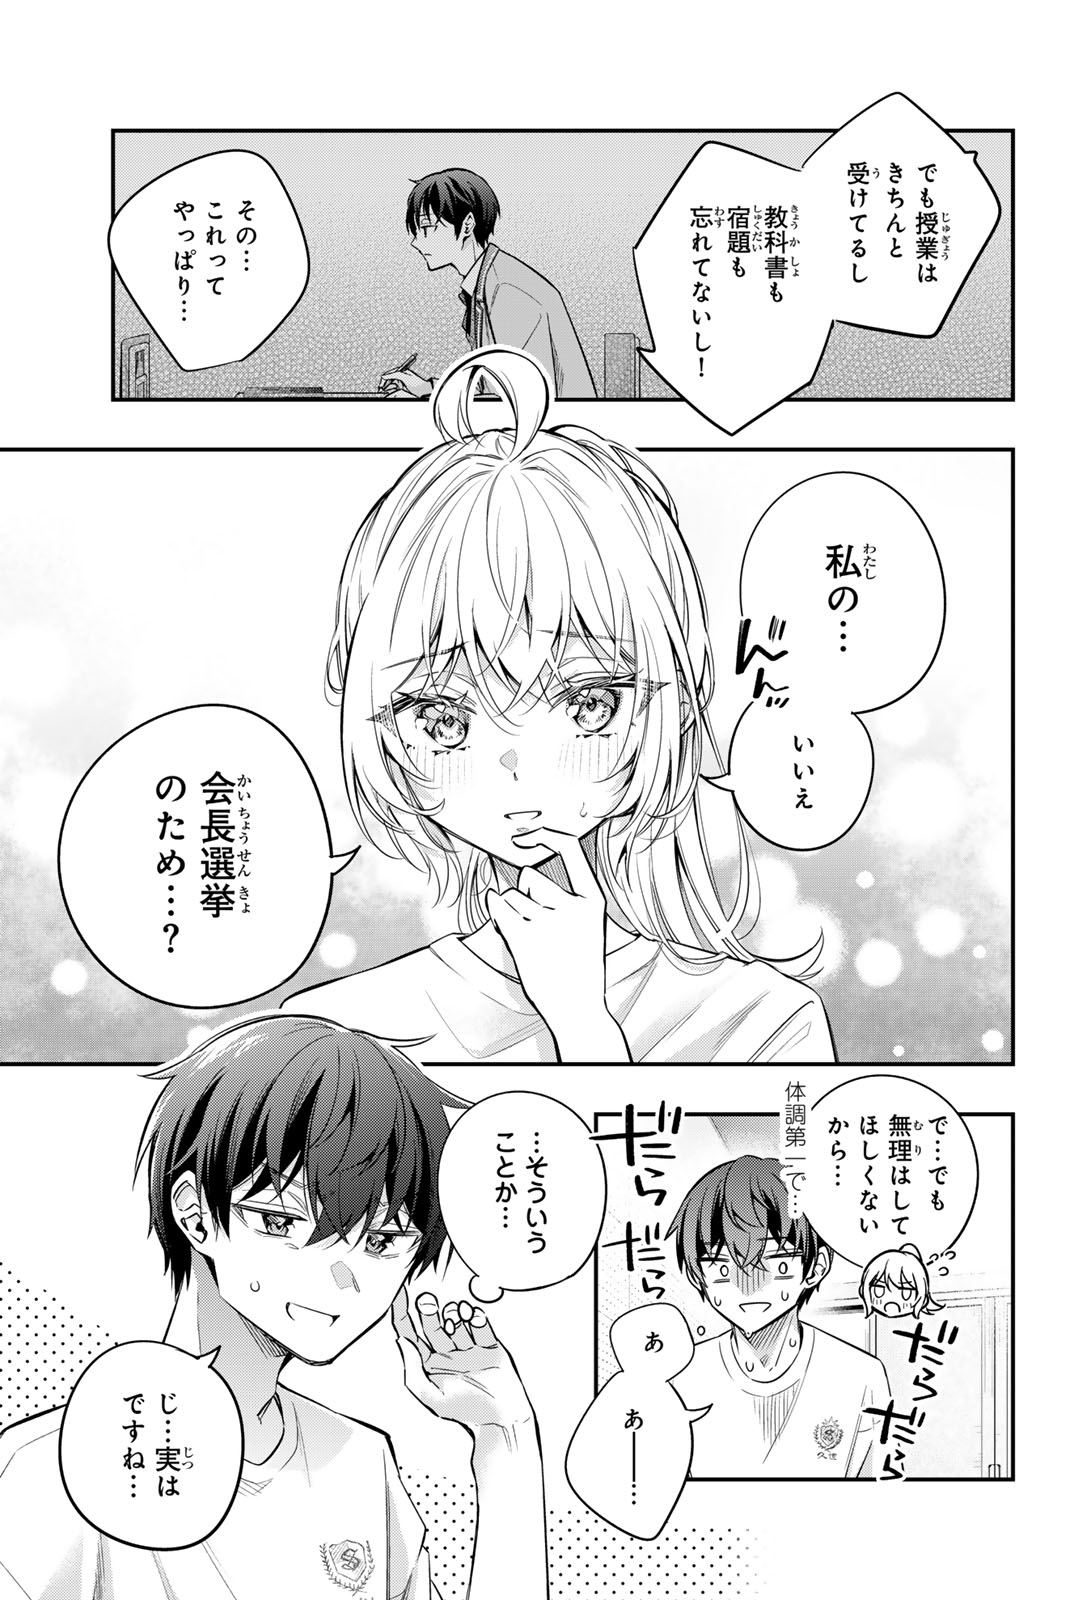 でも授業は
きちんと
受けてるし
教科書も
宿題も
忘れてないし！
その…
これって
やっぱり…
私の…
ん゛
ん゛ッ
いいえ
会長選挙
のため…？
で…でも
無理はして
ほしくない
から…
体調第一で…
だら
だら
だら
だら
あ
あ──
…そういう
ことか…
じ…実は
ですね…
久世
S